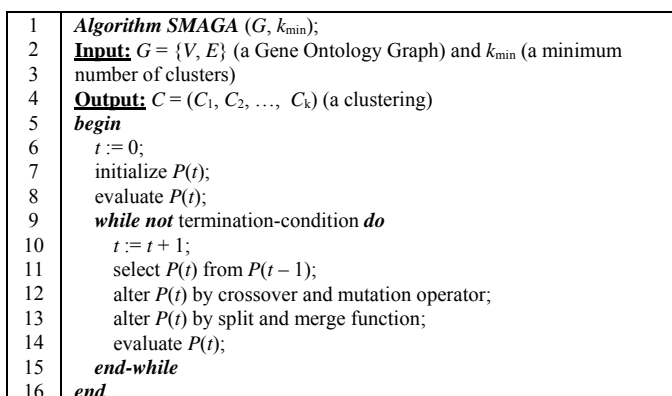 1 Algorithm SMAGA (G, kmin);
2 Input: G = {V, E} (a Gene Ontology Graph) and kmin (a minimum
3 number of clusters)
4 Output: C = (C1, C2, …, Ck) (a clustering)
5 begin
6 t := 0;
7 initialize P(t);
8 evaluate P(t);
9 while not termination-condition do
10 t := t + 1;
11 select P(t) from P(t – 1);
12 alter P(t) by crossover and mutation operator;
13 alter P(t) by split and merge function;
14 evaluate P(t);
15 end-while
16 end